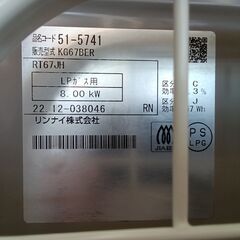 品名コード 51-5741
販売型式 KG67BER
RT67JH
LPガス用
8.00 kW
22.12-038046 RN
リンナイ株式会社
区分 C
区分 J
JIA
PS
LPG